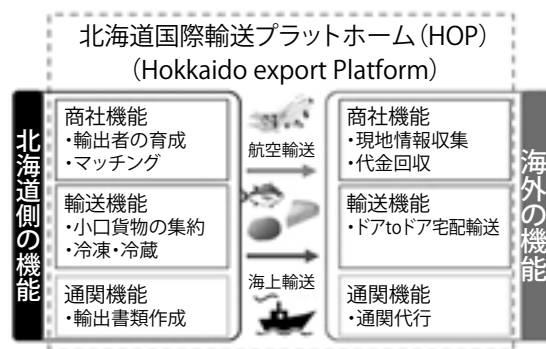 北海道国際輸送プラットホーム(HOP)
(Hokkaido export Platform)
北海道側の機能
商社機能
・輸出者の育成
・マッチング
輸送機能
・小口貨物の集約
・冷凍・冷蔵
通関機能
・輸出書類作成
航空輸送
海上輸送
商社機能
・現地情報収集
・代金回収
輸送機能
・ドアtoドア宅配輸送
通関機能
・通関代行
海外の機能